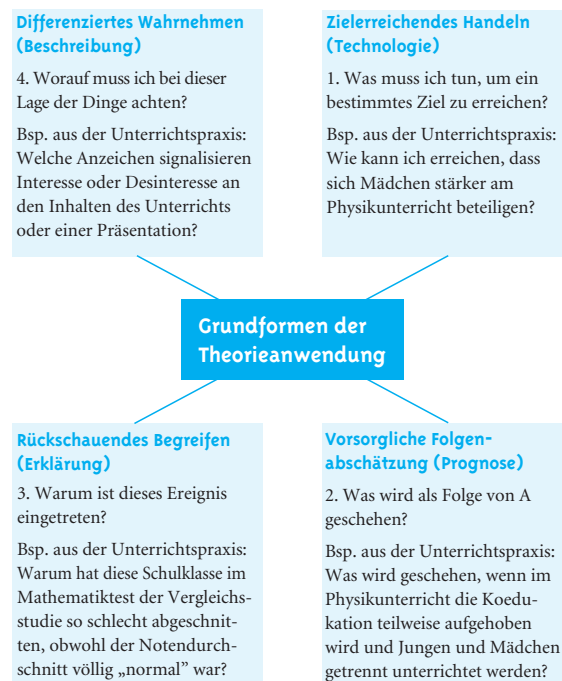 Differenziertes Wahrnehmen
(Beschreibung)
4. Worauf muss ich bei dieser
Lage der Dinge achten?
Bsp. aus der Unterrichtspraxis:
Welche Anzeichen signalisieren
Interesse oder Desinteresse an
den Inhalten des Unterrichts
oder einer Präsentation?
Zielerreichendes Handeln
(Technologie)
1. Was muss ich tun, um ein
bestimmtes Ziel zu erreichen?
Bsp. aus der Unterrichtspraxis:
Wie kann ich erreichen, dass
sich Mädchen stärker am
Physikunterricht beteiligen?
Grundformen der
Theorieanwendung
Rückschauendes Begreifen
(Erklärung)
3. Warum ist dieses Ereignis
eingetreten?
Bsp. aus der Unterrichtspraxis:
Warum hat diese Schulklasse im
Mathematiktest der Vergleichs-
studie so schlecht abgeschnit-
ten, obwohl der Notendurch-
schnitt völlig „normal" war?
Vorsorgliche Folgen-
abschätzung (Prognose)
2. Was wird als Folge von A
geschehen?
Bsp. aus der Unterrichtspraxis:
Was wird geschehen, wenn im
Physikunterricht die Koedu-
kation teilweise aufgehoben
wird und Jungen und Mädchen
getrennt unterrichtet werden?